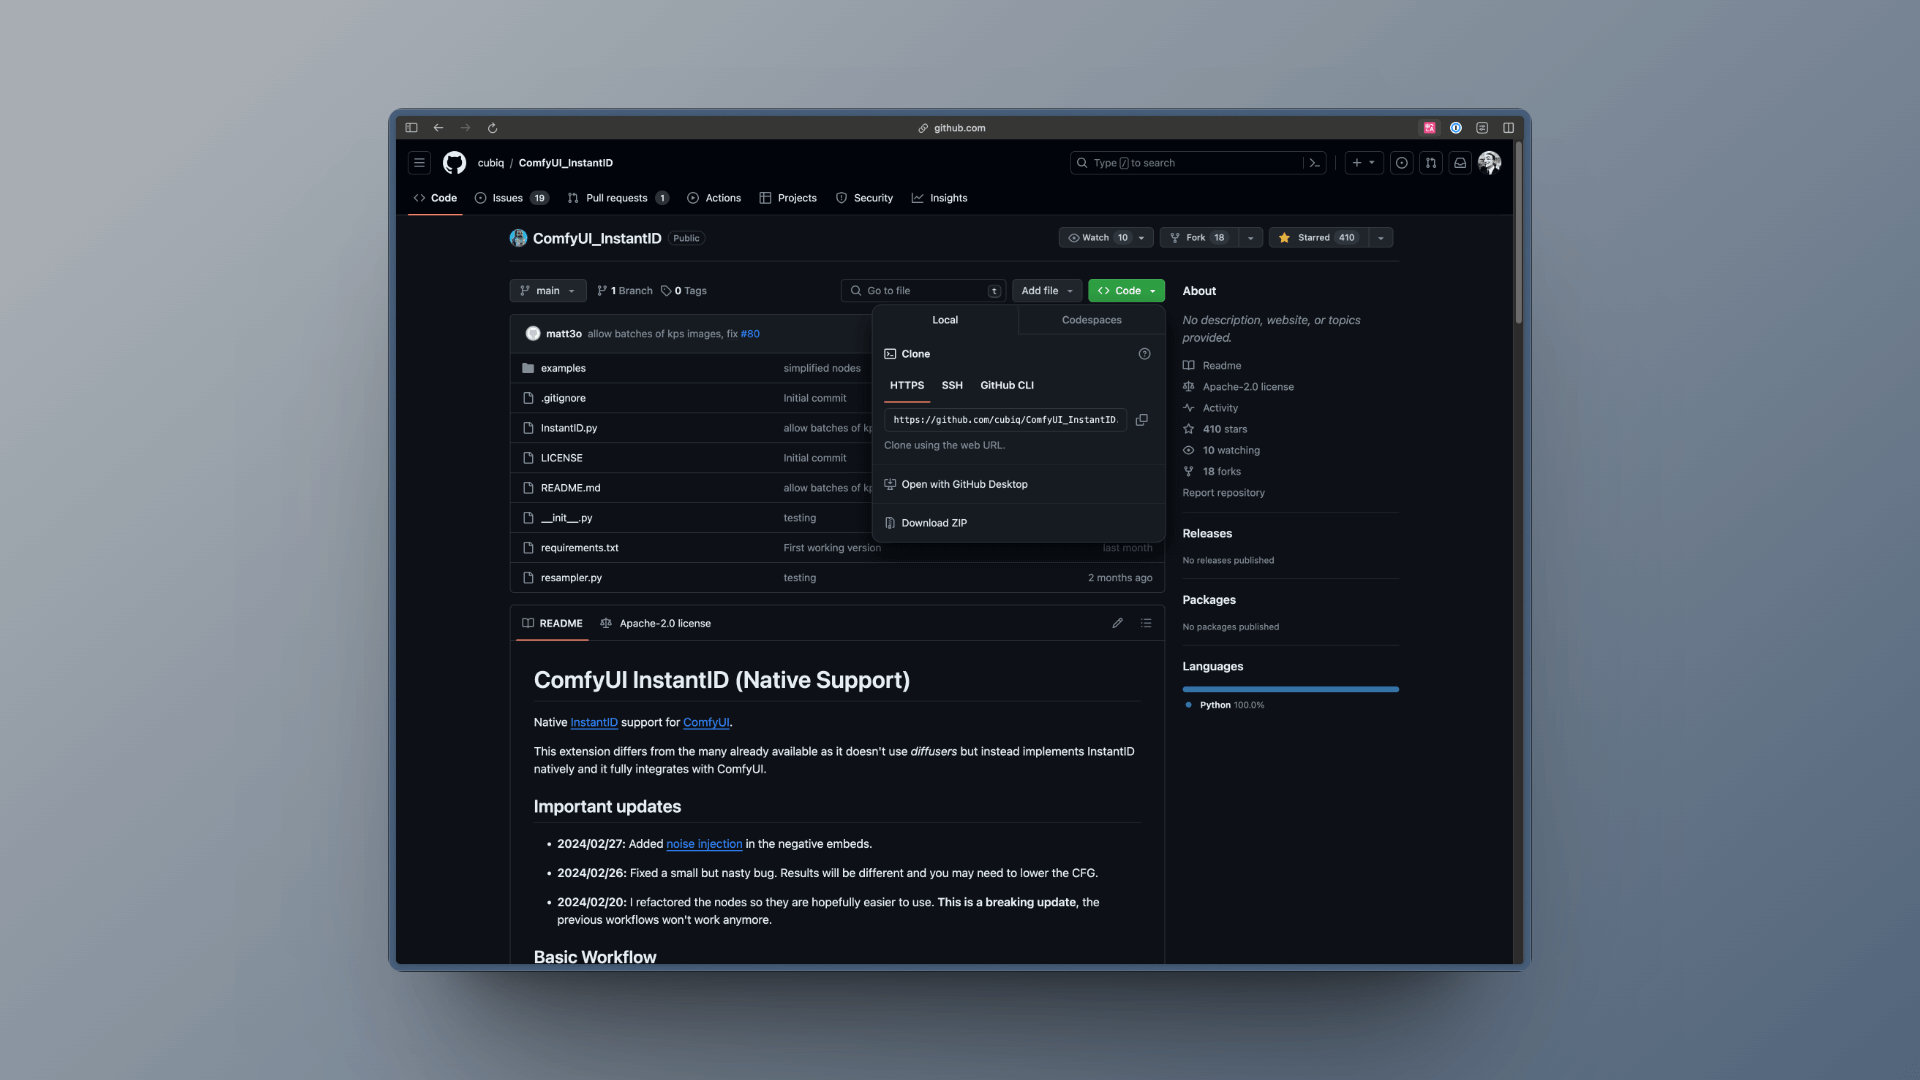 github.com
cubiq / ComfyUI_InstantID
Type / to search
Code
Issues 19
Pull requests 1
Actions
Projects
Security
Insights
ComfyUI_InstantID Public
Watch 10
Fork 18
Starred 410
main
1 Branch
0 Tags
Go to file t
Add file
Code
Local
Codespaces
Clone
HTTPS
SSH
GitHub CLI
https://github.com/cubiq/ComfyUI_InstantID.
Clone using the web URL.
Open with GitHub Desktop
Download ZIP
matt3o allow batches of kps images, fix #80
examples simplified nodes
.gitignore Initial commit
InstantID.py allow batches of
LICENSE Initial commit
README.md allow batches of
__init__.py testing
requirements.txt First working version last month
resampler.py testing 2 months ago
README
Apache-2.0 license
ComfyUI InstantID (Native Support)
Native InstantID support for ComfyUI.
This extension differs from the many already available as it doesn't use diffusers but instead implements InstantID
natively and it fully integrates with ComfyUI.
Important updates
• 2024/02/27: Added noise injection in the negative embeds.
• 2024/02/26: Fixed a small but nasty bug. Results will be different and you may need to lower the CFG.
• 2024/02/20: I refactored the nodes so they are hopefully easier to use. This is a breaking update, the
previous workflows won't work anymore.
Basic Workflow
About
No description, website, or topics
provided.
Readme
Apache-2.0 license
Activity
410 stars
10 watching
18 forks
Report repository
Releases
No releases published
Packages
No packages published
Languages
Python 100.0%